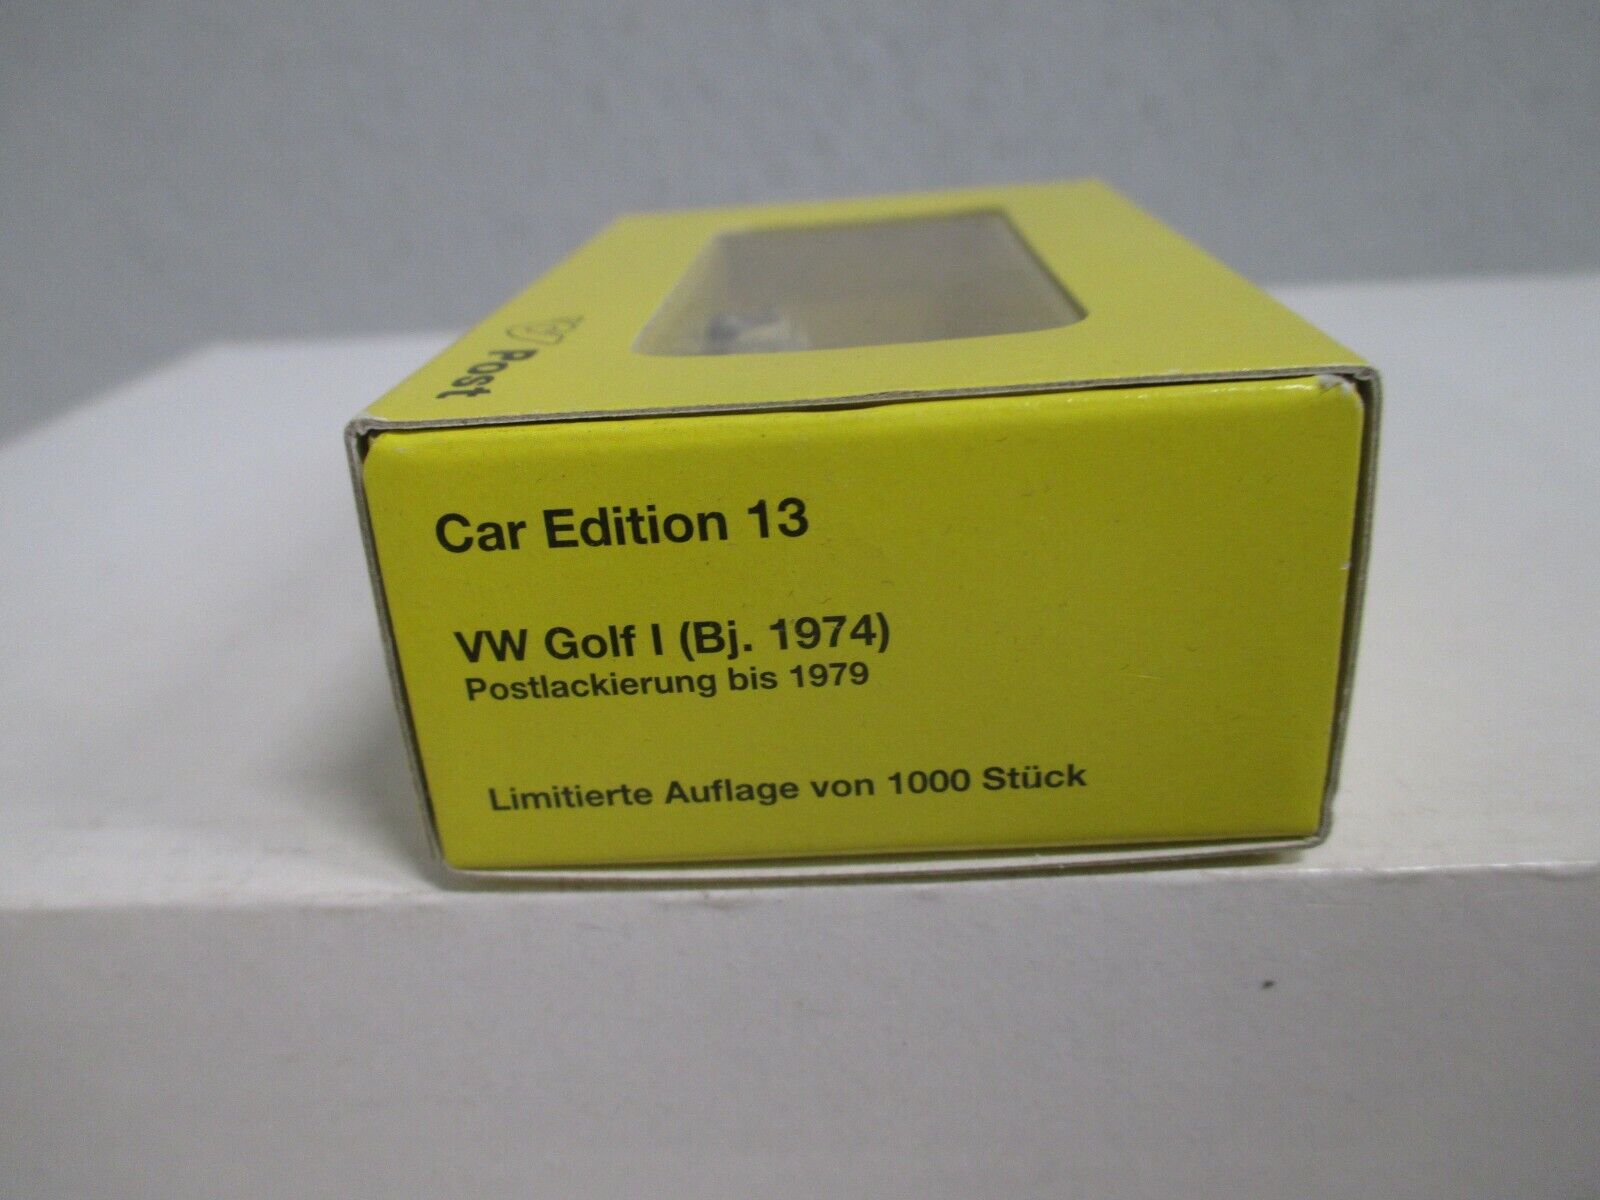 Post
Car Edition 13
VW Golf I (Bj. 1974)
Postlackierung bis 1979
Limitierte Auflage von 1000 Stück